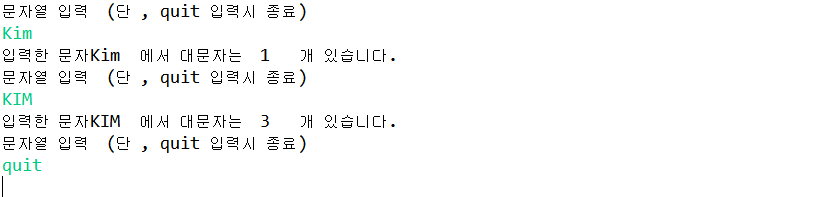 문자열 입력  (단 , quit 입력시 종료)
Kim
입력한 문자Kim  에서 대문자는  1   개 있습니다.
문자열 입력  (단 , quit 입력시 종료)
KIM
입력한 문자KIM  에서 대문자는  3   개 있습니다.
문자열 입력  (단 , quit 입력시 종료)
quit